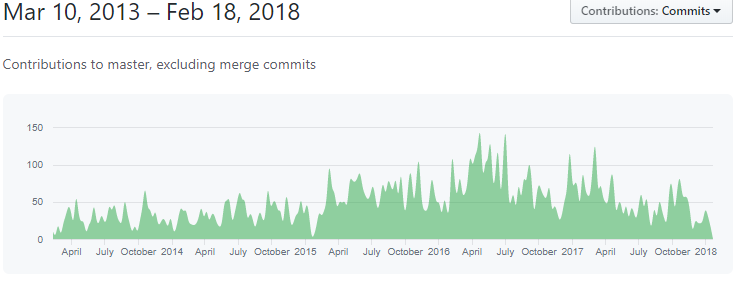 Mar 10, 2013 – Feb 18, 2018
Contributions: Commits
Contributions to master, excluding merge commits
150
100
50
0
April July October 2014 April July October 2015 April July October 2016 April July October 2017 April July October 2018